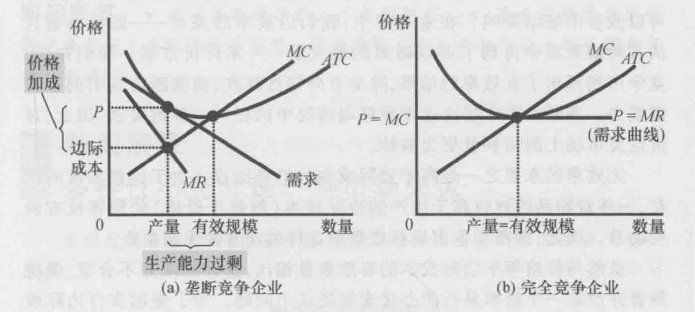 价格
MC
ATC
价格
加成
P
边际
成本
MR
需求
0
产量
有效规模
数量
生产能力过剩
(a) 垄断竞争企业
价格
MC
ATC
P = MC
P = MR
(需求曲线)
0
产量=有效规模
数量
(b) 完全竞争企业